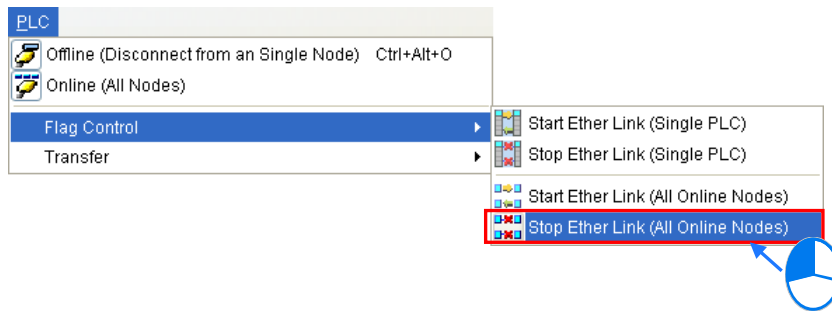 PLC
Offline (Disconnect from an Single Node) Ctrl+Alt+O
Online (All Nodes)
Flag Control
Transfer
Start Ether Link (Single PLC)
Stop Ether Link (Single PLC)
Start Ether Link (All Online Nodes)
Stop Ether Link (All Online Nodes)